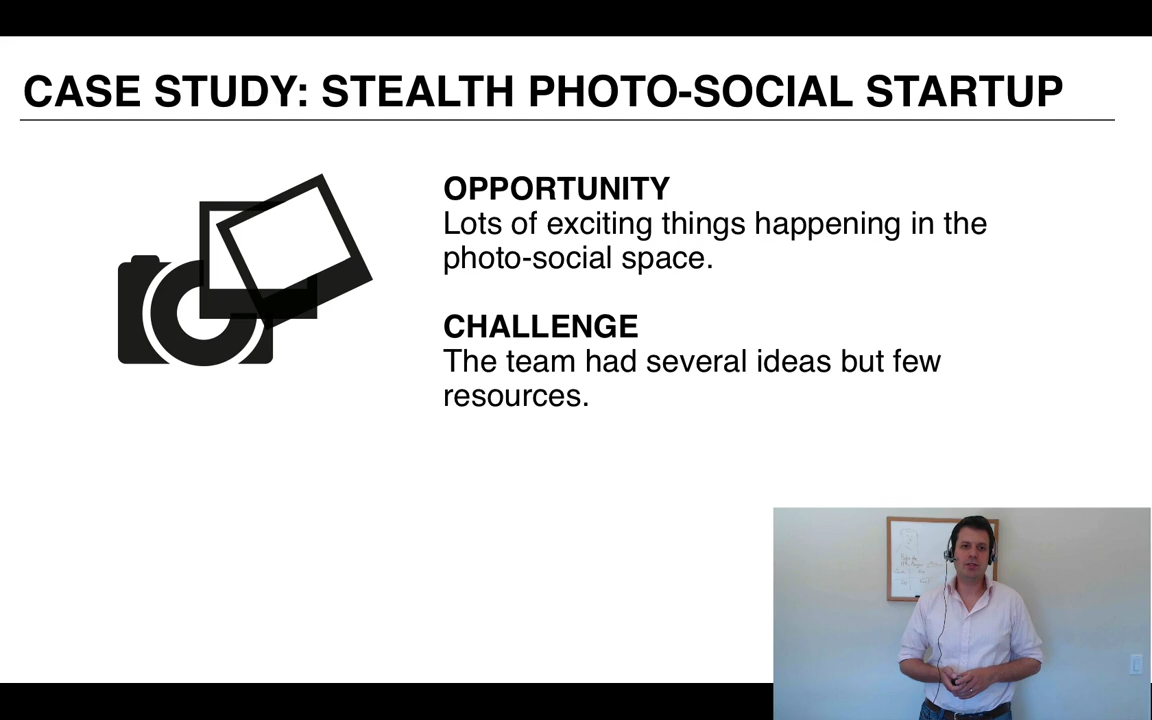 CASE STUDY: STEALTH PHOTO-SOCIAL STARTUP
OPPORTUNITY
Lots of exciting things happening in the
photo-social space.
CHALLENGE
The team had several ideas but few
resources.